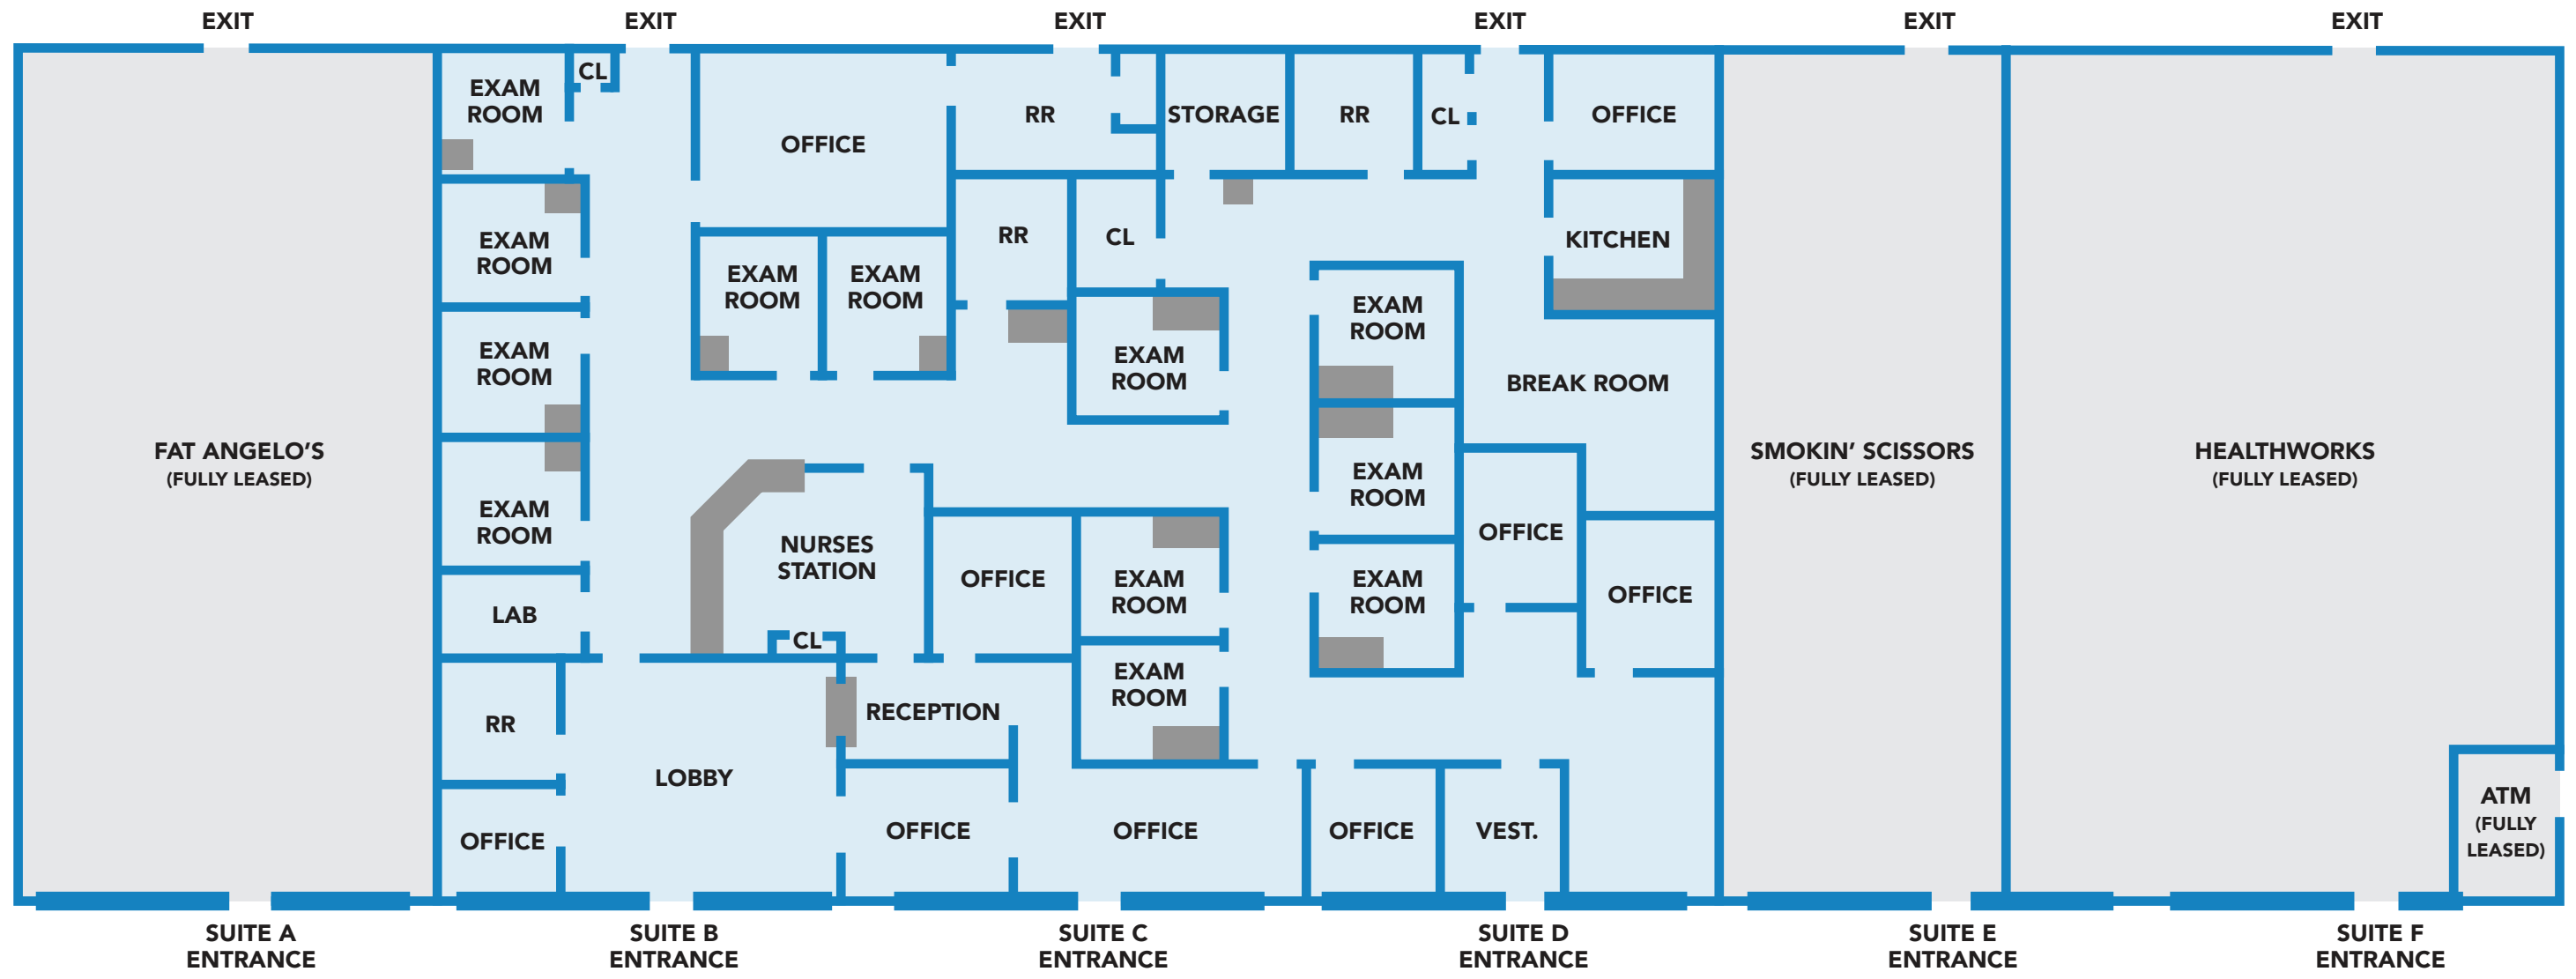 EXIT
EXIT
EXIT
EXIT
EXIT
EXIT
CL
EXAM
ROOM
OFFICE
RR
STORAGE
RR
CL
OFFICE
EXAM
ROOM
RR
CL
KITCHEN
EXAM
ROOM
EXAM
ROOM
EXAM
ROOM
EXAM
ROOM
EXAM
ROOM
BREAK ROOM
FAT ANGELO’S
(FULLY LEASED)
SMOKIN’ SCISSORS
(FULLY LEASED)
HEALTHWORKS
(FULLY LEASED)
EXAM
ROOM
EXAM
ROOM
OFFICE
NURSES
STATION
OFFICE
EXAM
ROOM
EXAM
ROOM
OFFICE
LAB
CL
EXAM
ROOM
RR
RECEPTION
LOBBY
OFFICE
OFFICE
OFFICE
OFFICE
VEST.
ATM
(FULLY
LEASED)
SUITE A
ENTRANCE
SUITE B
ENTRANCE
SUITE C
ENTRANCE
SUITE D
ENTRANCE
SUITE E
ENTRANCE
SUITE F
ENTRANCE